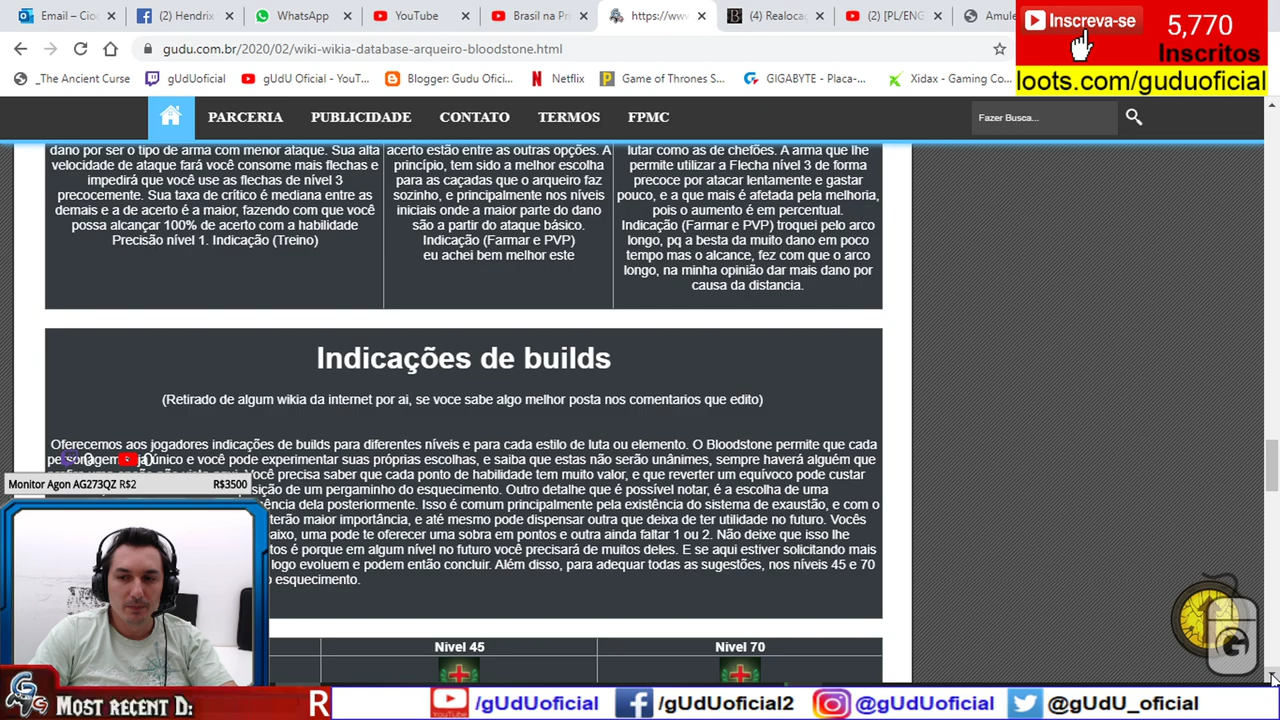 Email – Cio
(2) Hendrix
WhatsApp
YouTube
Brasil na Pr
https://www
(4) Realoca
(2) [PL/ENG
Amule
Inscreva-se
5,770
Inscritos
loots.com/guduoficial
gudu.com.br/2020/02/wiki-wikia-database-arqueiro-bloodstone.html
_The Ancient Curse
gUdUoficial
gUdU Oficial - YouT...
Blogger: Gudu Ofici...
Netflix
Game of Thrones S...
GIGABYTE - Placa-...
Xidax - Gaming Co...
PARCERIA
PUBLICIDADE
CONTATO
TERMOS
FPMC
Fazer Busca...
dano por ser o tipo de arma com menor ataque. Sua alta
velocidade de ataque fará você consome mais flechas e
impedirá que você use as flechas de nível 3
precocemente. Sua taxa de crítico é mediana entre as
demais e a de acerto é a maior, fazendo com que você
possa alcançar 100% de acerto com a habilidade
Precisão nível 1. Indicação (Treino)
acerto estão entre as outras opções. A
princípio, tem sido a melhor escolha
para as caçadas que o arqueiro faz
sozinho, e principalmente nos níveis
iniciais onde a maior parte do dano
são a partir do ataque básico.
Indicação (Farmar e PVP)
eu achei bem melhor este
lutar como as de chefões. A arma que lhe
permite utilizar a Flecha nível 3 de forma
precoce por atacar lentamente e gastar
pouco, e a que mais é afetada pela melhoria,
pois o aumento é em percentual.
Indicação (Farmar e PVP) troquei pelo arco
longo, pq a besta da muito dano em poco
tempo mas o alcance, fez com que o arco
longo, na minha opinião dar mais dano por
causa da distancia.
Indicações de builds
(Retirado de algum wikia da internet por ai, se voce sabe algo melhor posta nos comentarios que edito)
Oferecemos aos jogadores indicações de builds para diferentes níveis e para cada estilo de luta ou elemento. O Bloodstone permite que cada
personagem ja único e você pode experimentar suas próprias escolhas, e saiba que estas não serão unânimes, sempre haverá alguém que
Você precisa saber que cada ponto de habilidade tem muito valor, e que reverter um equívoco pode custar
sição de um pergaminho do esquecimento. Outro detalhe que é possível notar, é a escolha de uma
ência dela posteriormente. Isso é comum principalmente pela existência do sistema de exaustão, e com o
terão maior importância, e até mesmo pode dispensar outra que deixa de ter utilidade no futuro. Vocês
aixo, uma pode te oferecer uma sobra em pontos e outra ainda faltar 1 ou 2. Não deixe que isso lhe
tos é porque em algum nível no futuro você precisará de muitos deles. E se aqui estiver solicitando mais
logo evoluem e podem então concluir. Além disso, para adequar todas as sugestões, nos níveis 45 e 70
o esquecimento.
0
0
Monitor Agon AG273QZ R$2
R$3500
Nivel 45
Nivel 70
G
Most recent D:
R
/gUdUoficial
/gUdUoficial2
@gUdUoficial
@gUdU_oficial